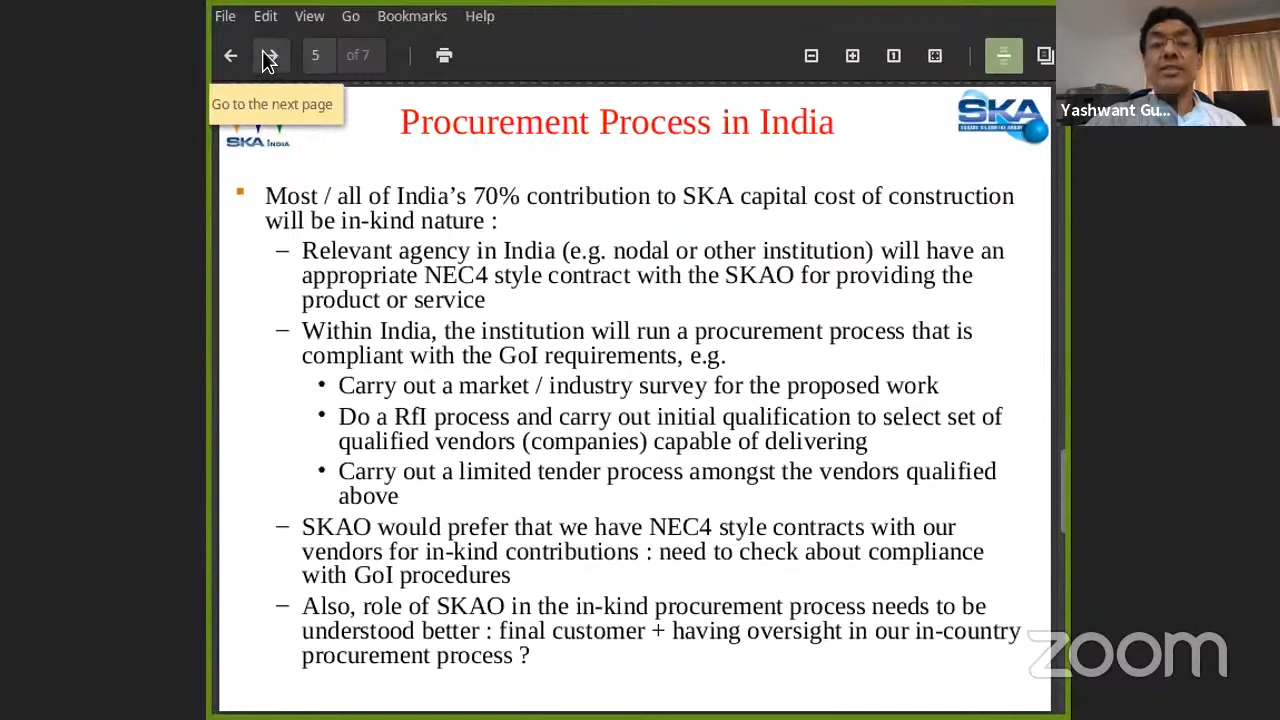 File Edit View Go Bookmarks Help
5 of 7
Go to the next page
Yashwant Gu...
SKA INDIA
Procurement Process in India
SKA
SQUARE KILOMETRE ARRAY
Most / all of India’s 70% contribution to SKA capital cost of construction
will be in-kind nature :
– Relevant agency in India (e.g. nodal or other institution) will have an
appropriate NEC4 style contract with the SKAO for providing the
product or service
– Within India, the institution will run a procurement process that is
compliant with the GoI requirements, e.g.
• Carry out a market / industry survey for the proposed work
• Do a RfI process and carry out initial qualification to select set of
qualified vendors (companies) capable of delivering
• Carry out a limited tender process amongst the vendors qualified
above
– SKAO would prefer that we have NEC4 style contracts with our
vendors for in-kind contributions : need to check about compliance
with GoI procedures
– Also, role of SKAO in the in-kind procurement process needs to be
understood better : final customer + having oversight in our in-country
procurement process ?
zoom